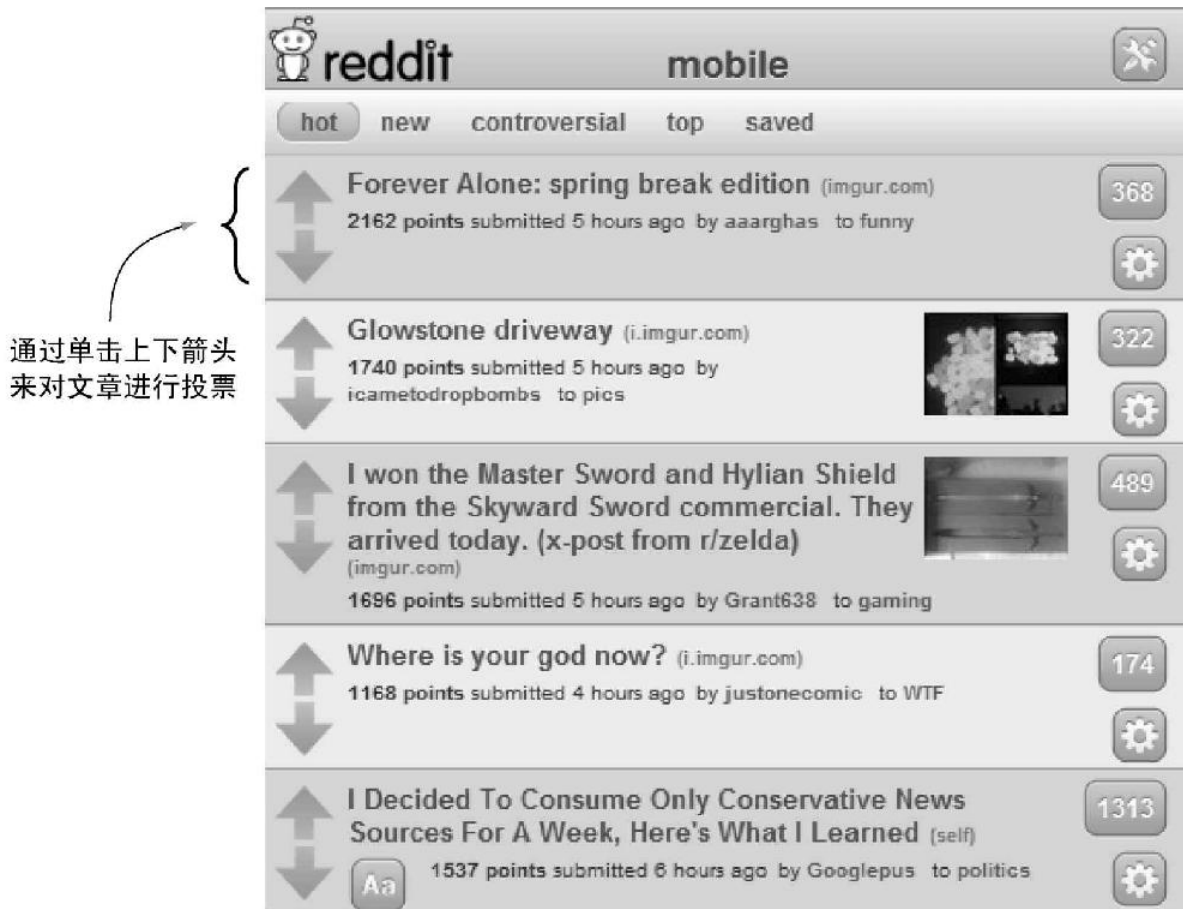 reddit mobile
hot new controversial top saved
通过单击上下箭头
来对文章进行投票
Forever Alone: spring break edition (imgur.com)
2162 points submitted 5 hours ago by aaarghas to funny
368
Glowstone driveway (i.imgur.com)
1740 points submitted 5 hours ago by
icametodropbombs to pics
322
I won the Master Sword and Hylian Shield
from the Skyward Sword commercial. They
arrived today. (x-post from r/zelda)
(imgur.com)
1696 points submitted 5 hours ago by Grant638 to gaming
489
Where is your god now? (i.imgur.com)
1168 points submitted 4 hours ago by justonecomic to WTF
174
I Decided To Consume Only Conservative News
Sources For A Week, Here's What I Learned (self)
Aa 1537 points submitted 6 hours ago by Googlepus to politics
1313